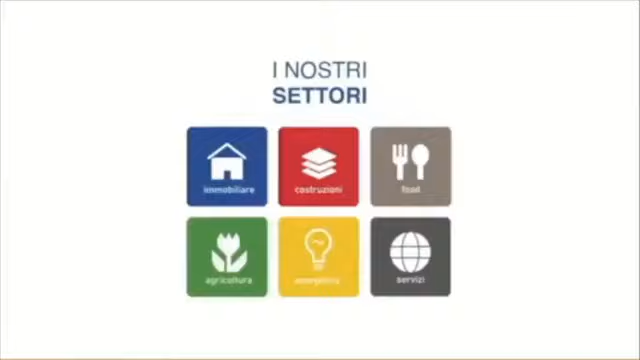 I NOSTRI
SETTORI
immobiliare
costruzioni
food
agricoltura
servizi